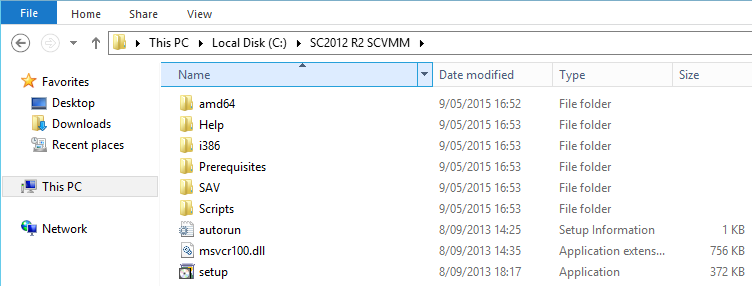 File Home Share View
This PC Local Disk (C:) SC2012 R2 SCVMM
Favorites
Desktop
Downloads
Recent places
This PC
Network
Name Date modified Type Size
amd64 9/05/2015 16:52 File folder
Help 9/05/2015 16:53 File folder
i386 9/05/2015 16:53 File folder
Prerequisites 9/05/2015 16:53 File folder
SAV 9/05/2015 16:53 File folder
Scripts 9/05/2015 16:53 File folder
autorun 8/09/2013 14:25 Setup Information 1 KB
msvcr100.dll 8/09/2013 14:35 Application extens... 756 KB
setup 8/09/2013 18:17 Application 372 KB